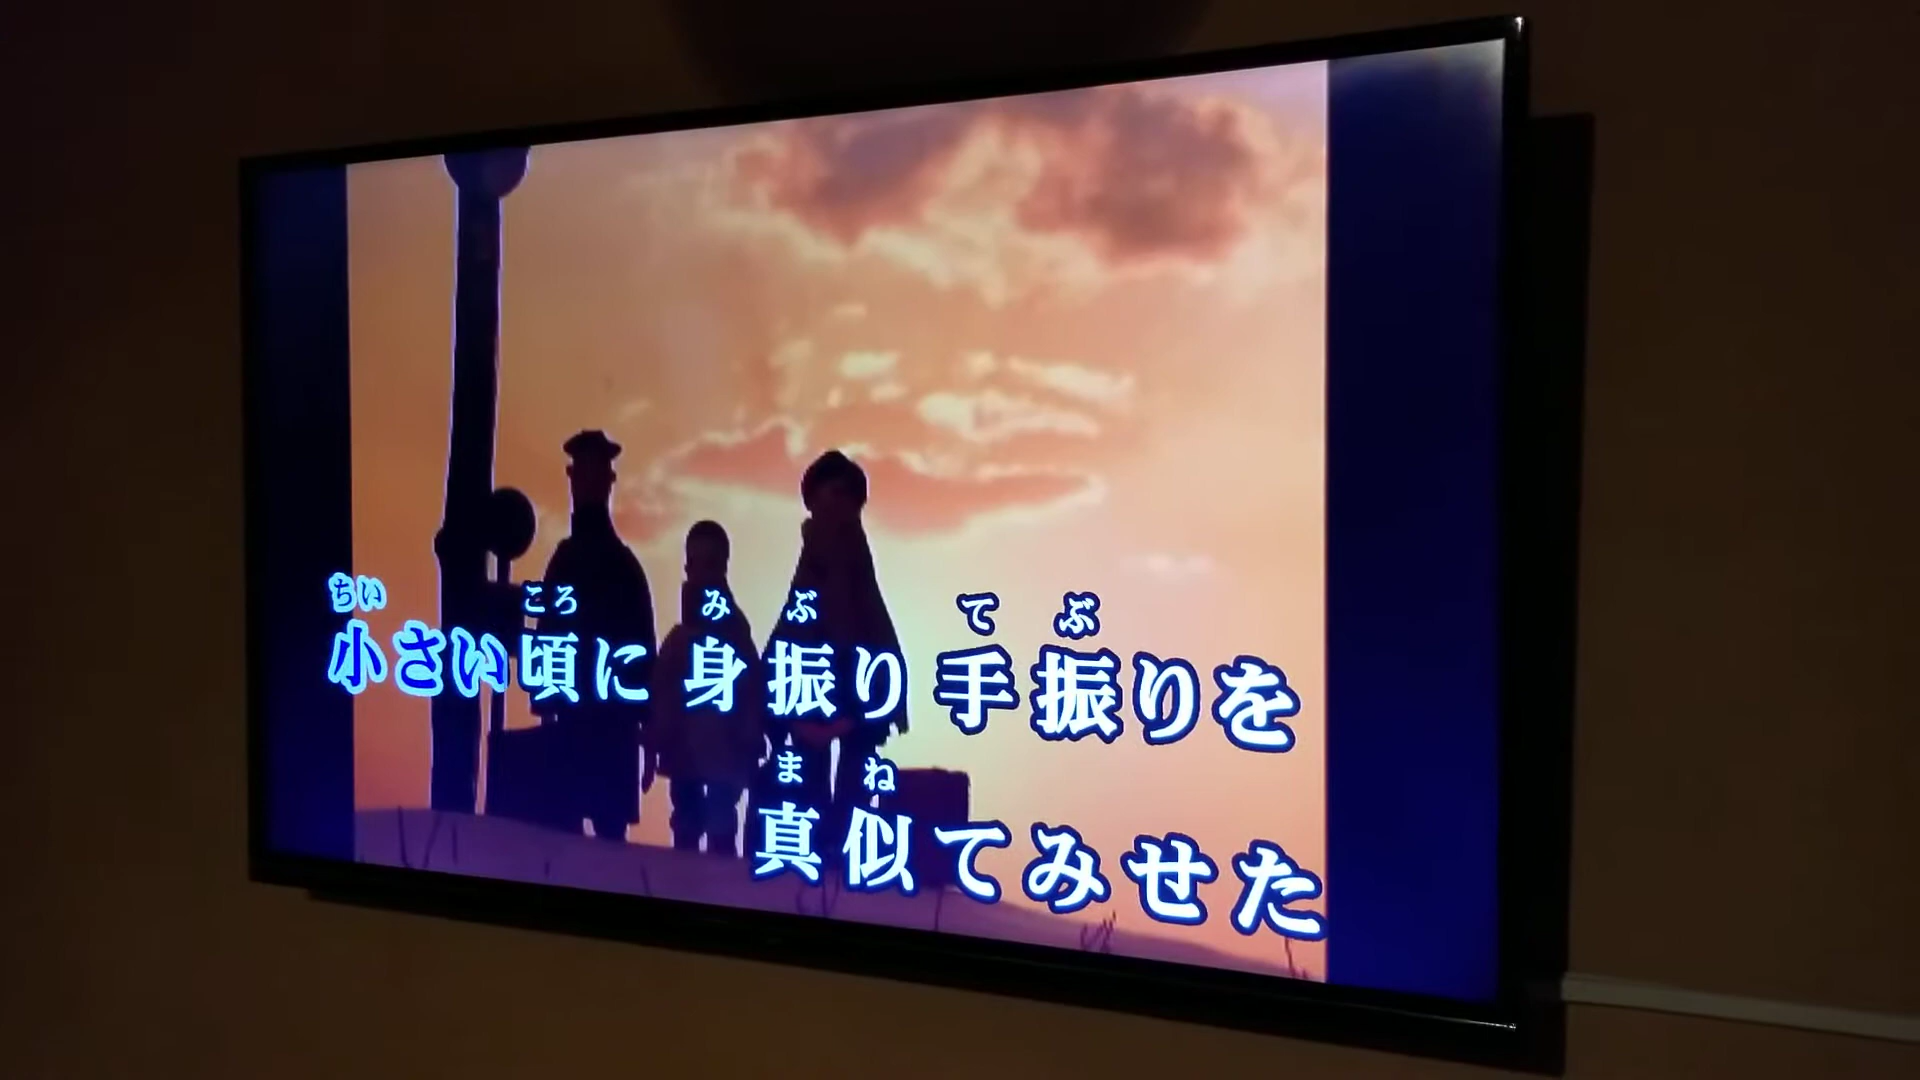 ちい ころ み ぶ て ぶ
小さい頃に 身振り 手振りを
ま ね
真似てみせた